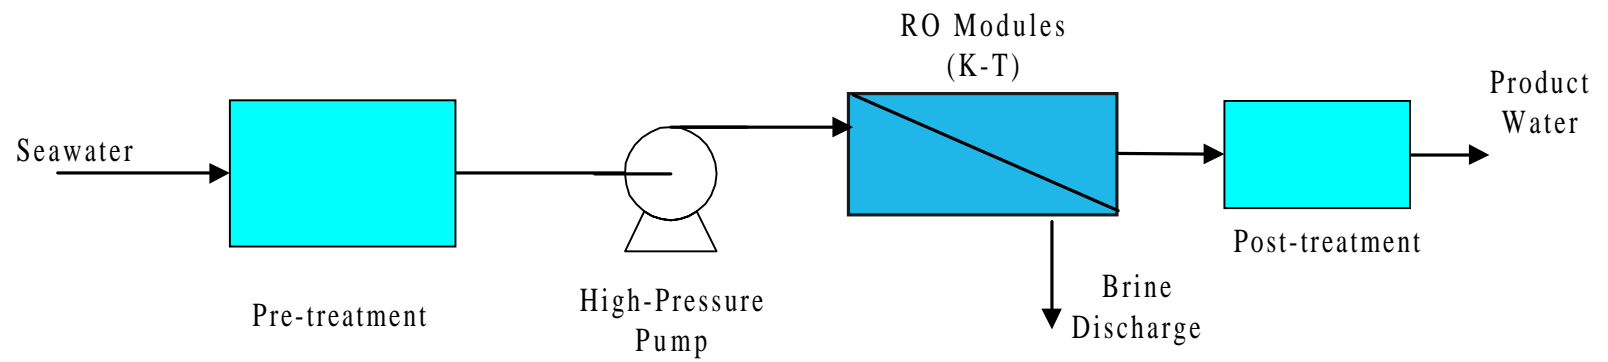 Seawater
Pre-treatment
High-Pressure
Pump
RO Modules
(K-T)
Brine
Discharge
Post-treatment
Product
Water